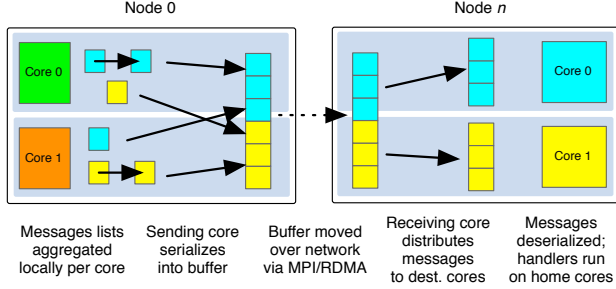 Node 0
Node n
Core 0
Core 0
Core 1
Core 1
Messages lists
aggregated
locally per core
Sending core
serializes
into buffer
Buffer moved
over network
via MPI/RDMA
Receiving core
distributes
messages
to dest. cores
Messages
deserialized;
handlers run
on home cores